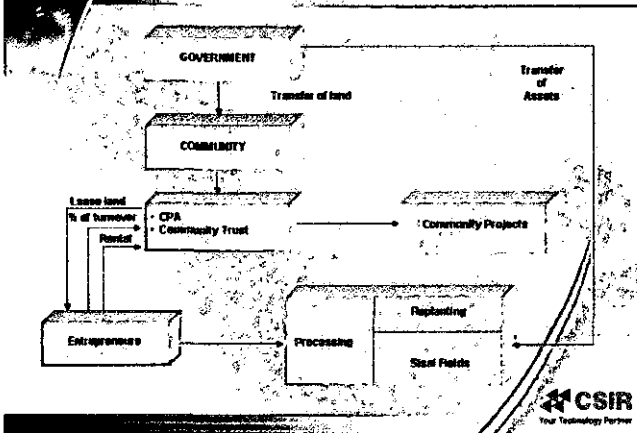 GOVERNMENT
Transfer of land
Transfer
of
Assets
COMMUNITY
Lease land
% of turnover
Rental
• CPA
• Community Trust
Community Projects
Entrepreneurs
Processing
Replanting
Sisal Fields
CSIR
Your Technology Partner